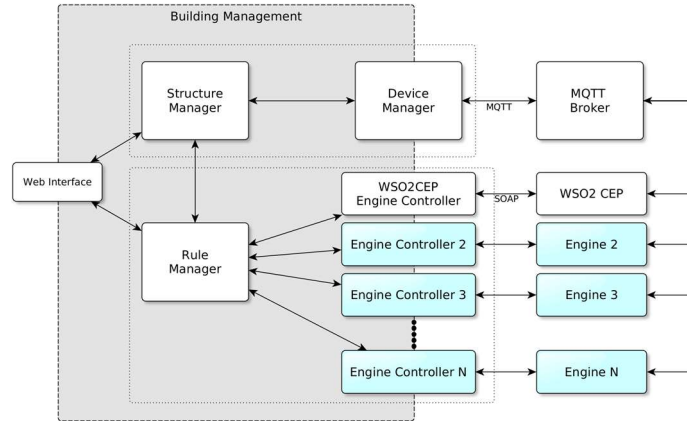 Building Management
Structure
Manager
Device
Manager
MQTT
MQTT
Broker
Web Interface
WSO2CEP
Engine Controller
SOAP
WSO2 CEP
Rule
Manager
Engine Controller 2
Engine 2
Engine Controller 3
Engine 3
Engine Controller N
Engine N